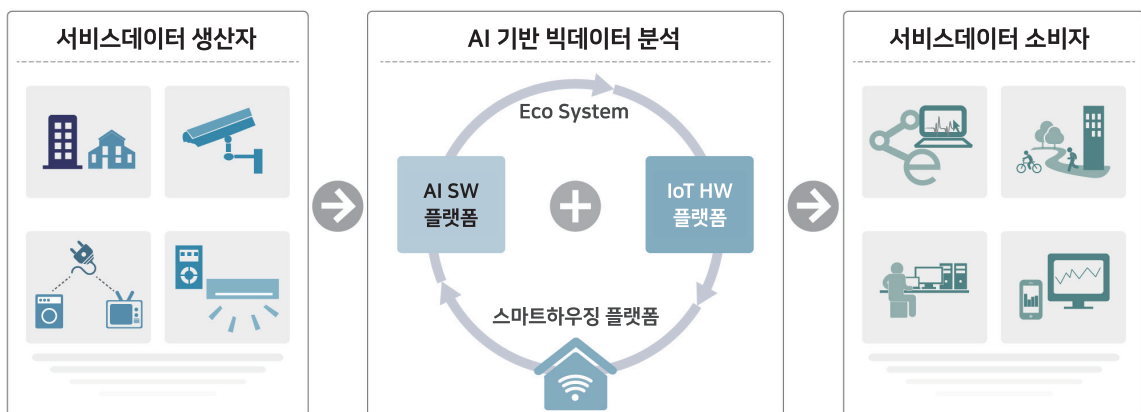 서비스데이터 생산자
AI 기반 빅데이터 분석
Eco System
AI SW
플랫폼
IoT HW
플랫폼
스마트하우징 플랫폼
서비스데이터 소비자